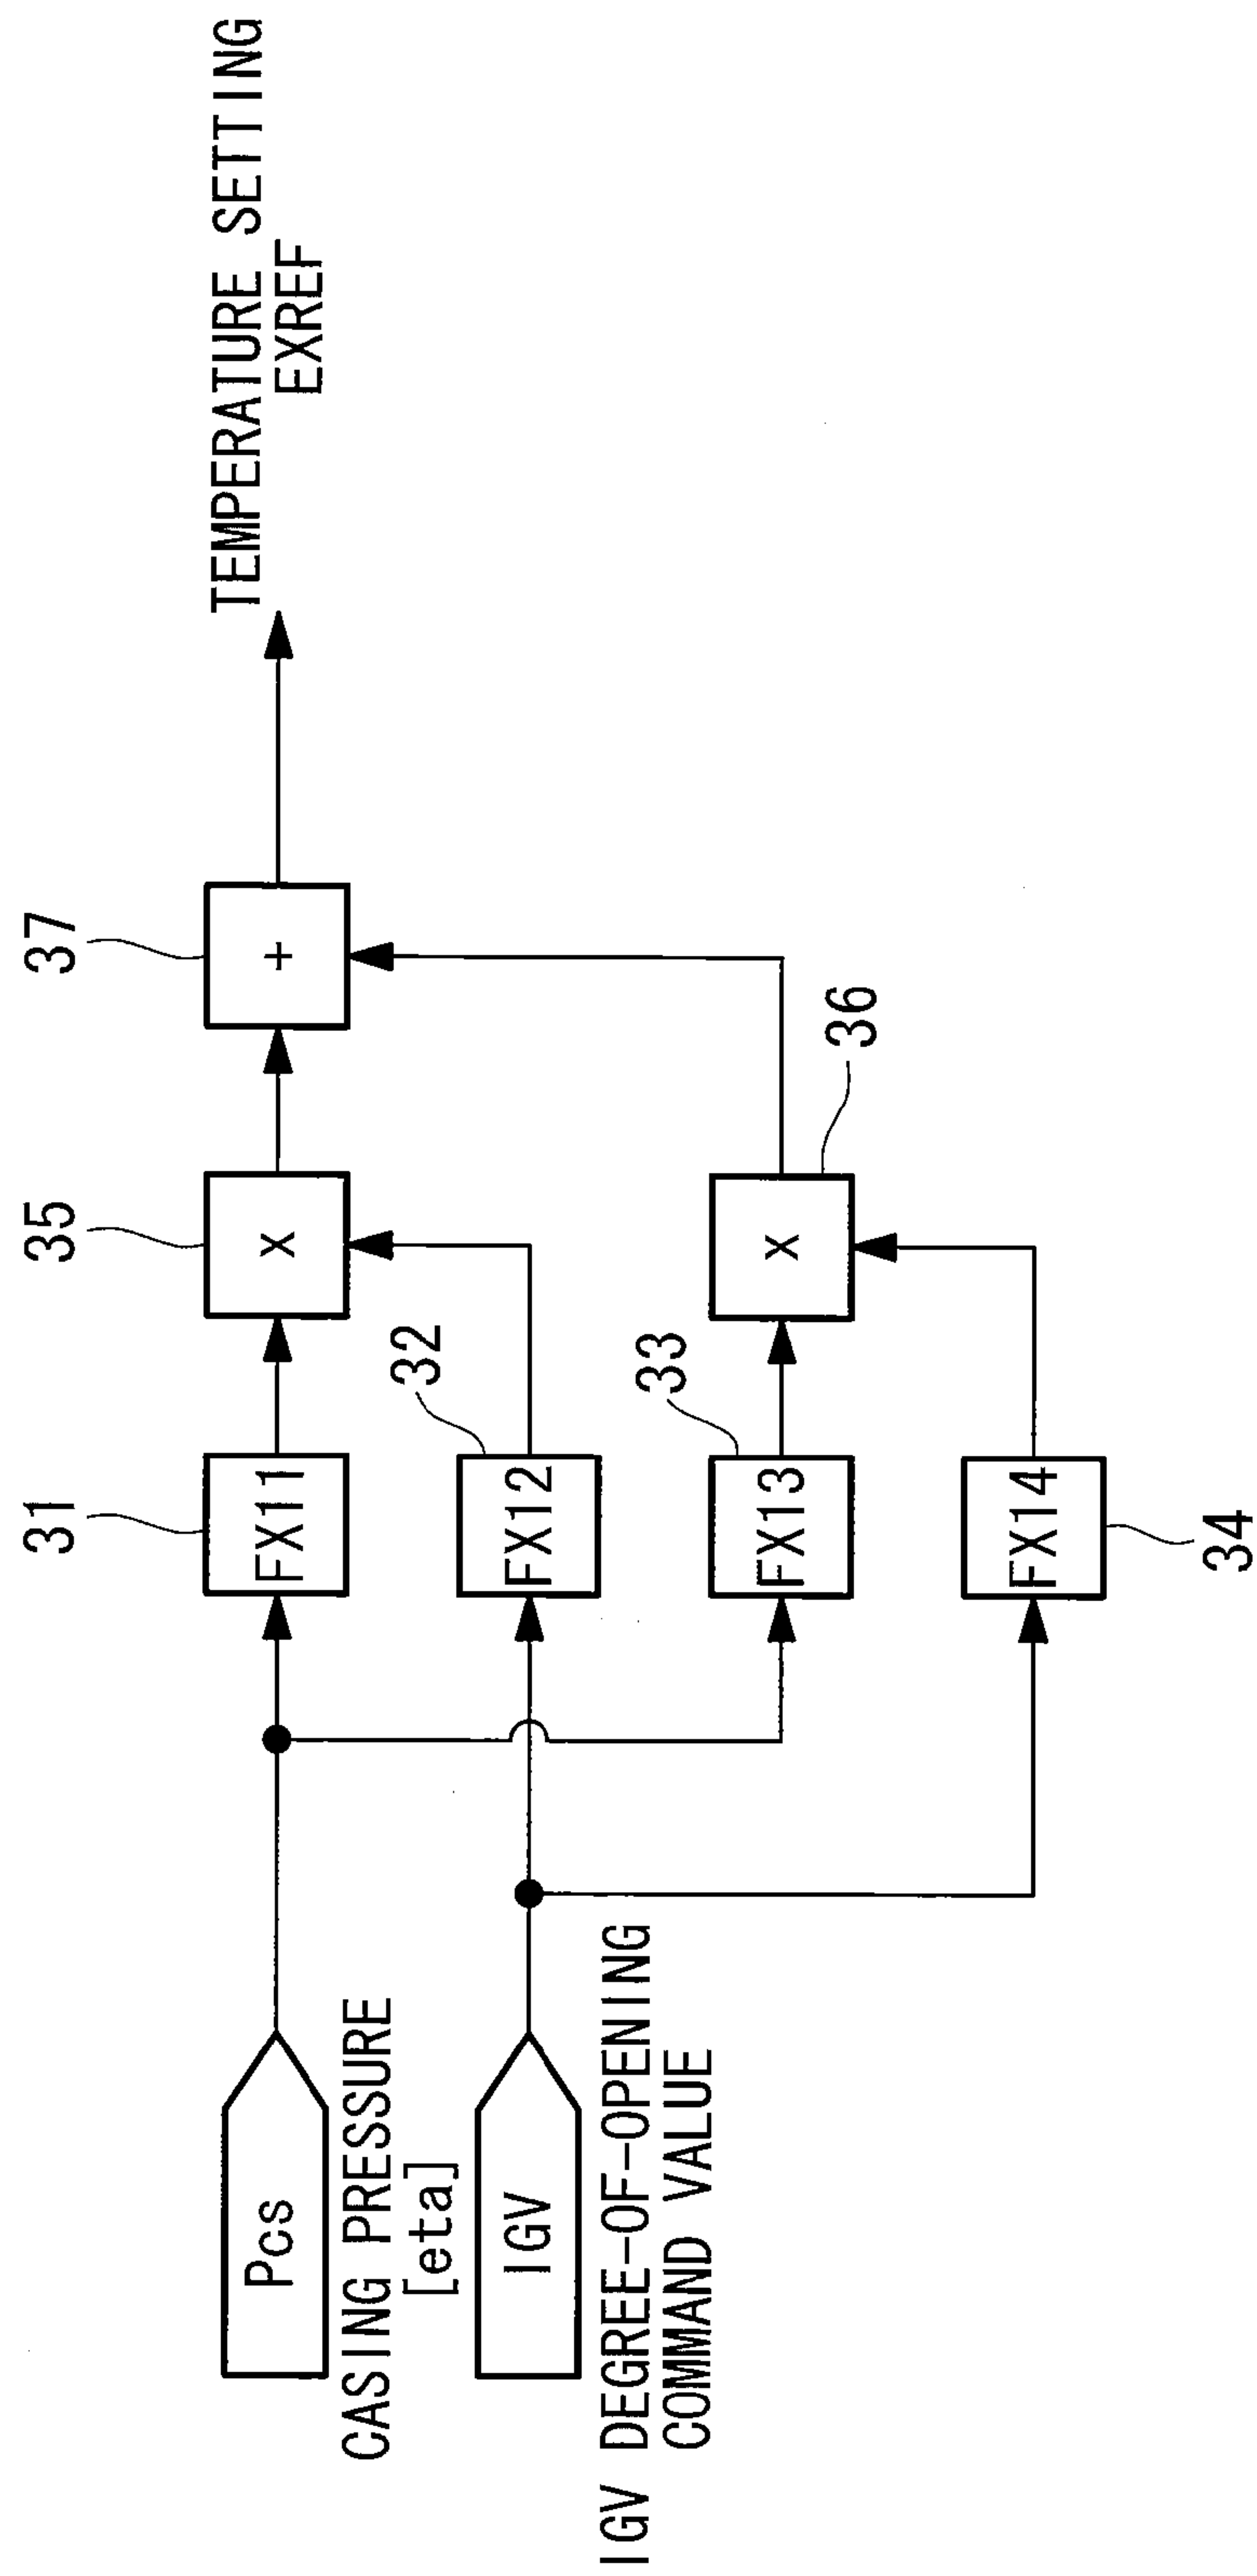 37
35
31
TEMPERATURE SETTING
EXREF
+
X
FX11
Pcs
CASING PRESSURE
[eta]
32
FX12
IGV
IGV DEGREE-OF-OPENING
COMMAND VALUE
33
36
X
FX13
FX14
34